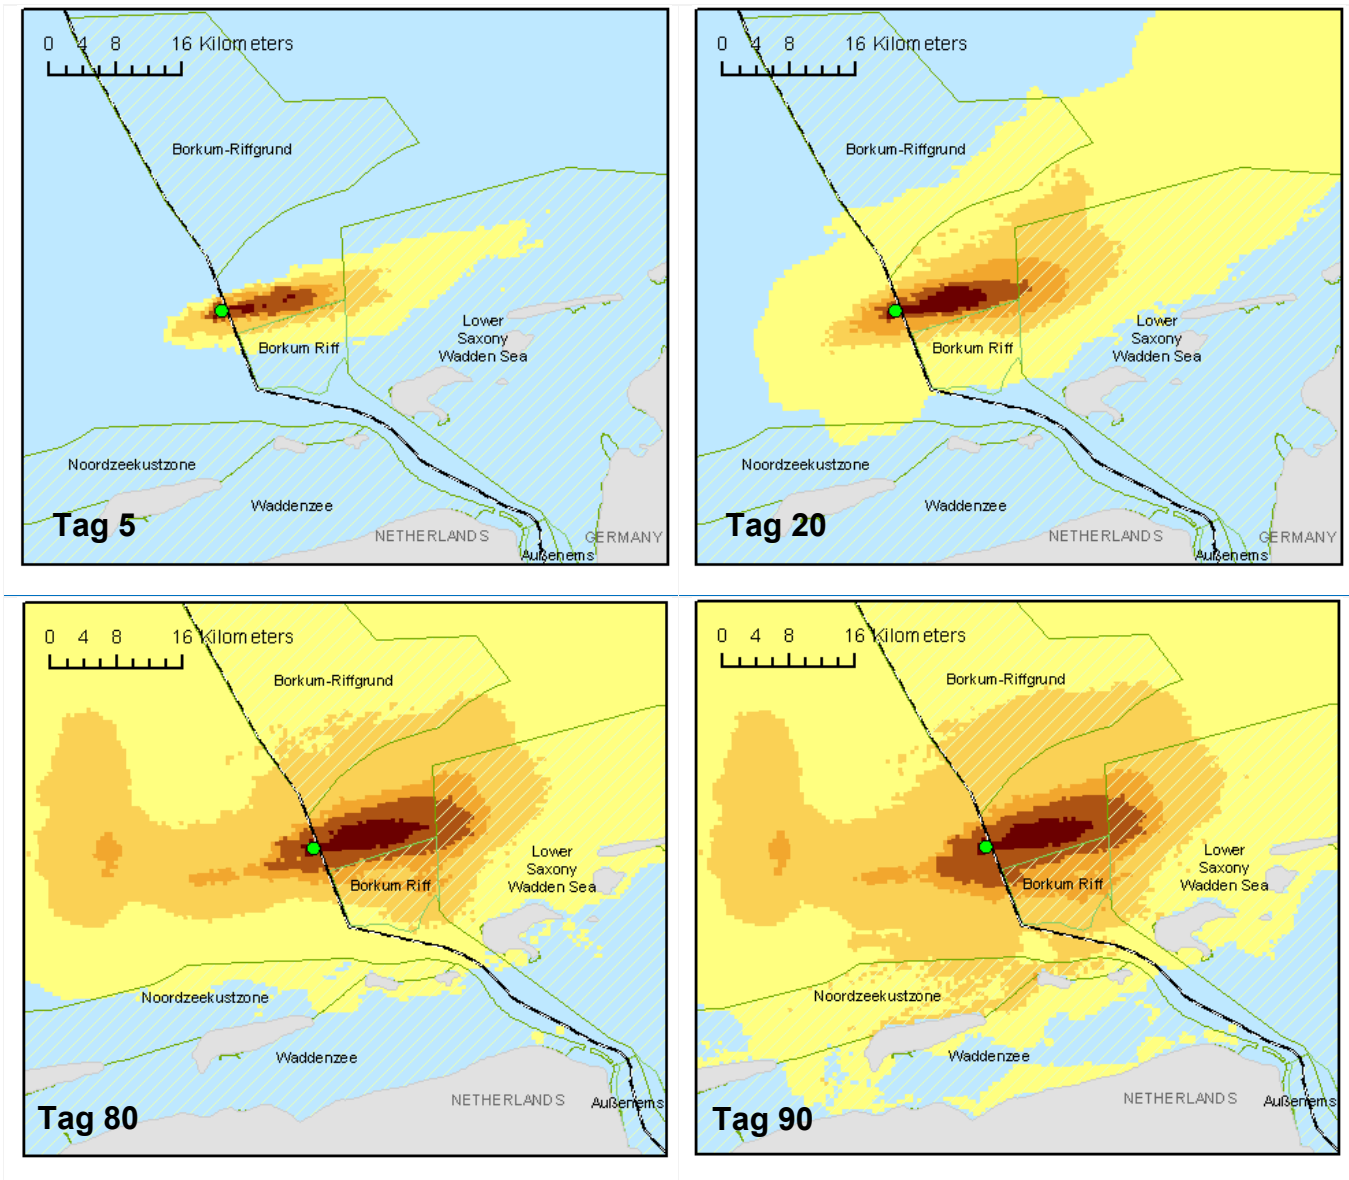 0 4 8 16 Kilometers
Borkum-Riffgrund
Lower
Saxony
Wadden Sea
Borkum Riff
Noordzeekustzone
Waddenzee
Tag 5
NETHERLANDS
GERMANY
Außenems
0 4 8 16 Kilometers
Borkum-Riffgrund
Lower
Saxony
Wadden Sea
Borkum Riff
Noordzeekustzone
Waddenzee
Tag 20
NETHERLANDS
GERMANY
Außenems
0 4 8 16 Kilometers
Borkum-Riffgrund
Lower
Saxony
Wadden Sea
Borkum Riff
Noordzeekustzone
Waddenzee
NETHERLANDS
Außenems
Tag 80
0 4 8 16 Kilometers
Borkum-Riffgrund
Lower
Saxony
Wadden Sea
Borkum Riff
Noordzeekustzone
Waddenzee
NETHERLANDS
Außenems
Tag 90